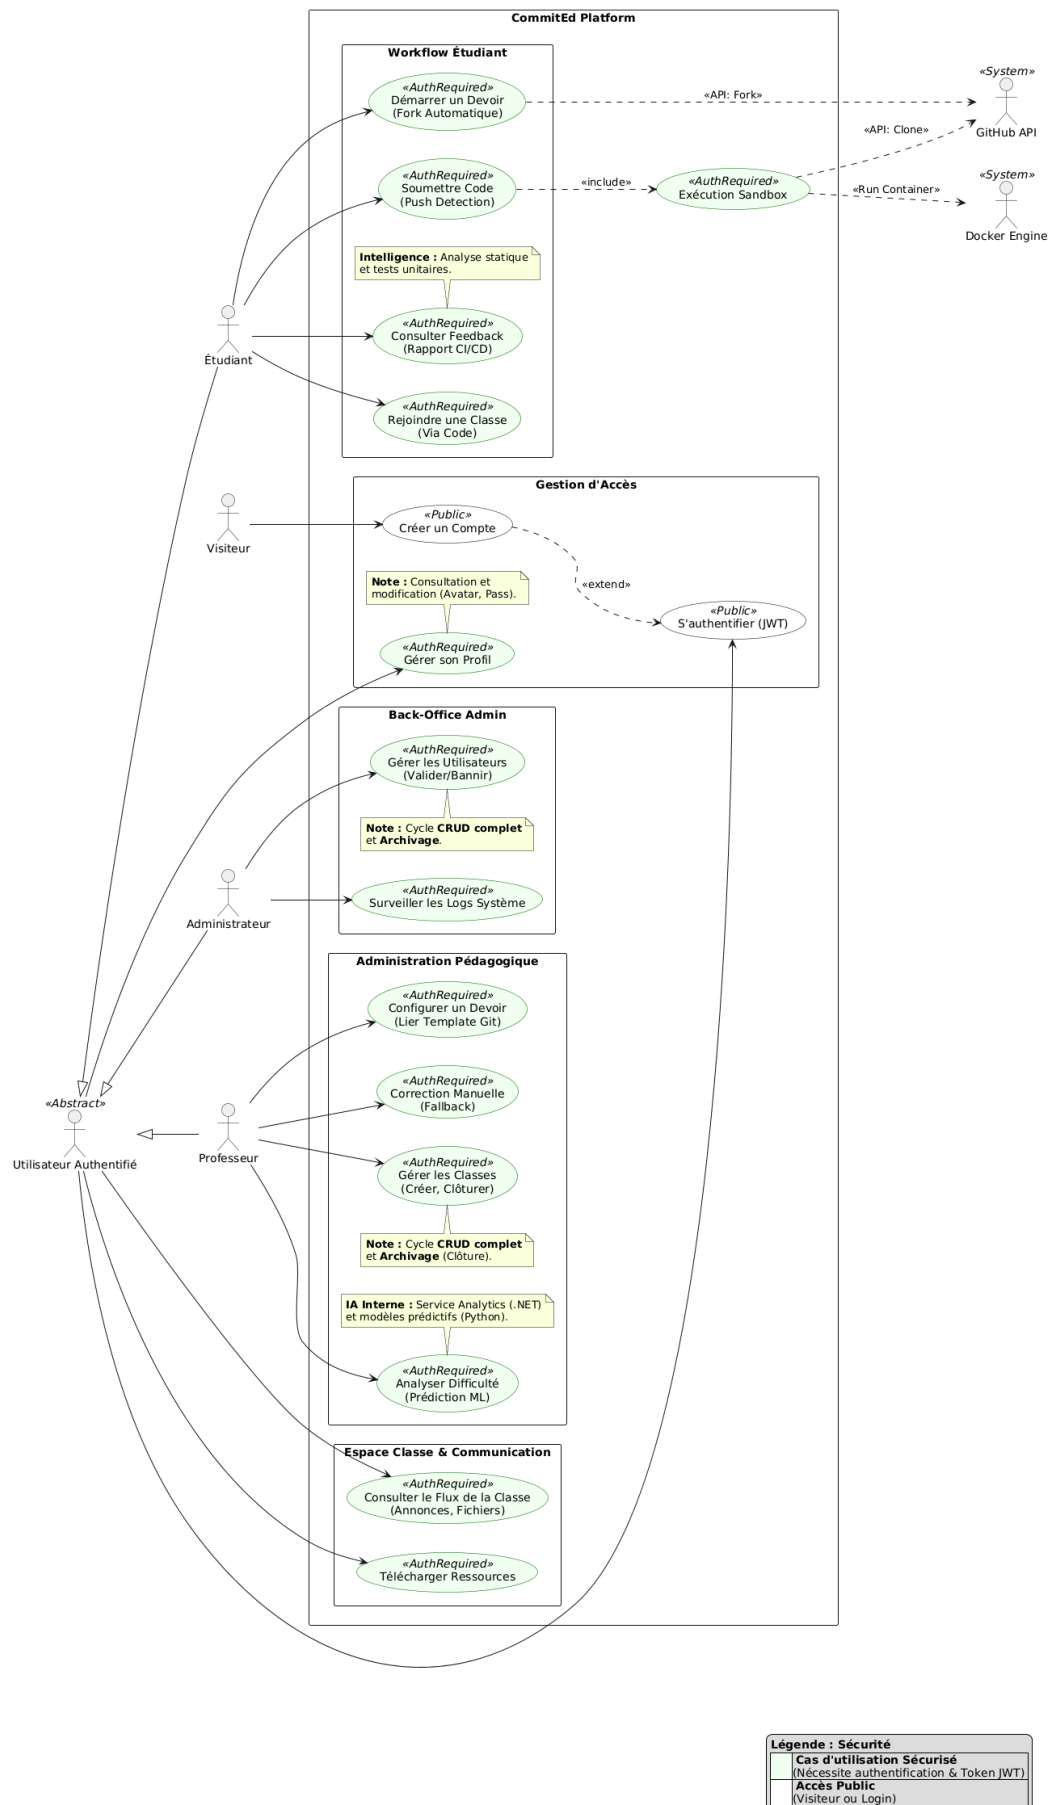 CommitEd Platform
Workflow Étudiant
«AuthRequired»
Démarrer un Devoir
(Fork Automatique)
«API: Fork»
«System»
GitHub API
«API: Clone»
«AuthRequired»
Soumettre Code
(Push Detection)
«include»
«AuthRequired»
Exécution Sandbox
«Run Container»
«System»
Docker Engine
Intelligence : Analyse statique
et tests unitaires.
«AuthRequired»
Consulter Feedback
(Rapport CI/CD)
Étudiant
«AuthRequired»
Rejoindre une Classe
(Via Code)
Gestion d'Accès
Visiteur
«Public»
Créer un Compte
«extend»
Note : Consultation et
modification (Avatar, Pass).
«Public»
S'authentifier (JWT)
«AuthRequired»
Gérer son Profil
Back-Office Admin
«AuthRequired»
Gérer les Utilisateurs
(Valider/Bannir)
Note : Cycle CRUD complet
et Archivage.
Administrateur
«AuthRequired»
Surveiller les Logs Système
Administration Pédagogique
«AuthRequired»
Configurer un Devoir
(Lier Template Git)
«AuthRequired»
Correction Manuelle
(Fallback)
«Abstract»
Utilisateur Authentifié
Professeur
«AuthRequired»
Gérer les Classes
(Créer, Clôturer)
Note : Cycle CRUD complet
et Archivage (Clôture).
IA Interne : Service Analytics (.NET)
et modèles prédictifs (Python).
«AuthRequired»
Analyser Difficulté
(Prédiction ML)
Espace Classe & Communication
«AuthRequired»
Consulter le Flux de la Classe
(Annonces, Fichiers)
«AuthRequired»
Télécharger Ressources
Légende : Sécurité
Cas d'utilisation Sécurisé
(Nécessite authentification & Token JWT)
Accès Public
(Visiteur ou Login)